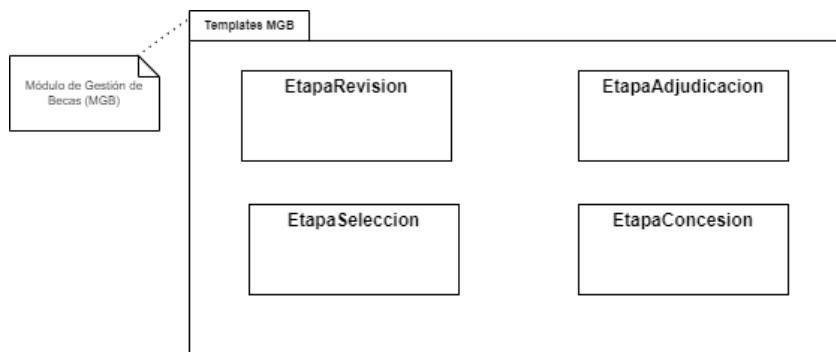 Templates MGB
Módulo de Gestión de
Becas (MGB)
EtapaRevision
EtapaAdjudicacion
EtapaSeleccion
EtapaConcesion